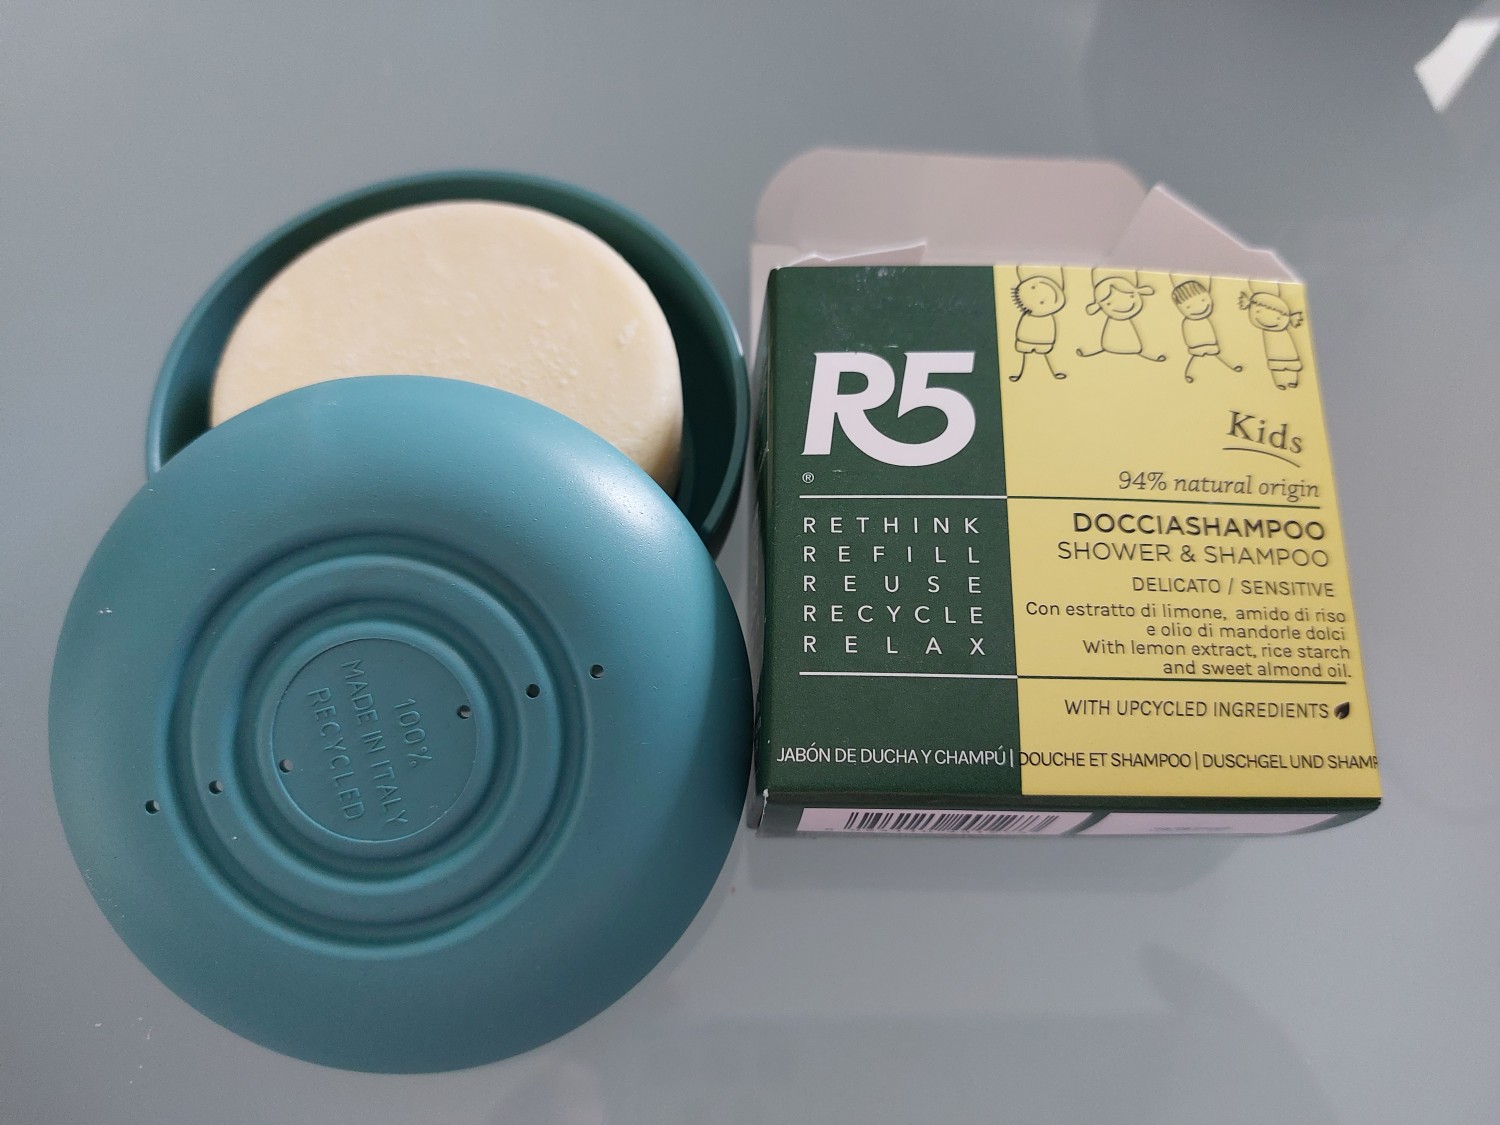 100%
MADE IN ITALY
RECYCLED
R5
®
RETHINK
REFILL
REUSE
RECYCLE
RELAX
Kids
94% natural origin
DOCCIASHAMPOO
SHOWER & SHAMPOO
DELICATO / SENSITIVE
Con estratto di limone, amido di riso
e olio di mandorle dolci
With lemon extract, rice starch
and sweet almond oil.
WITH UPCYCLED INGREDIENTS
JABÓN DE DUCHA Y CHAMPÚ | DOUCHE ET SHAMPOO | DUSCHGEL UND SHAMP